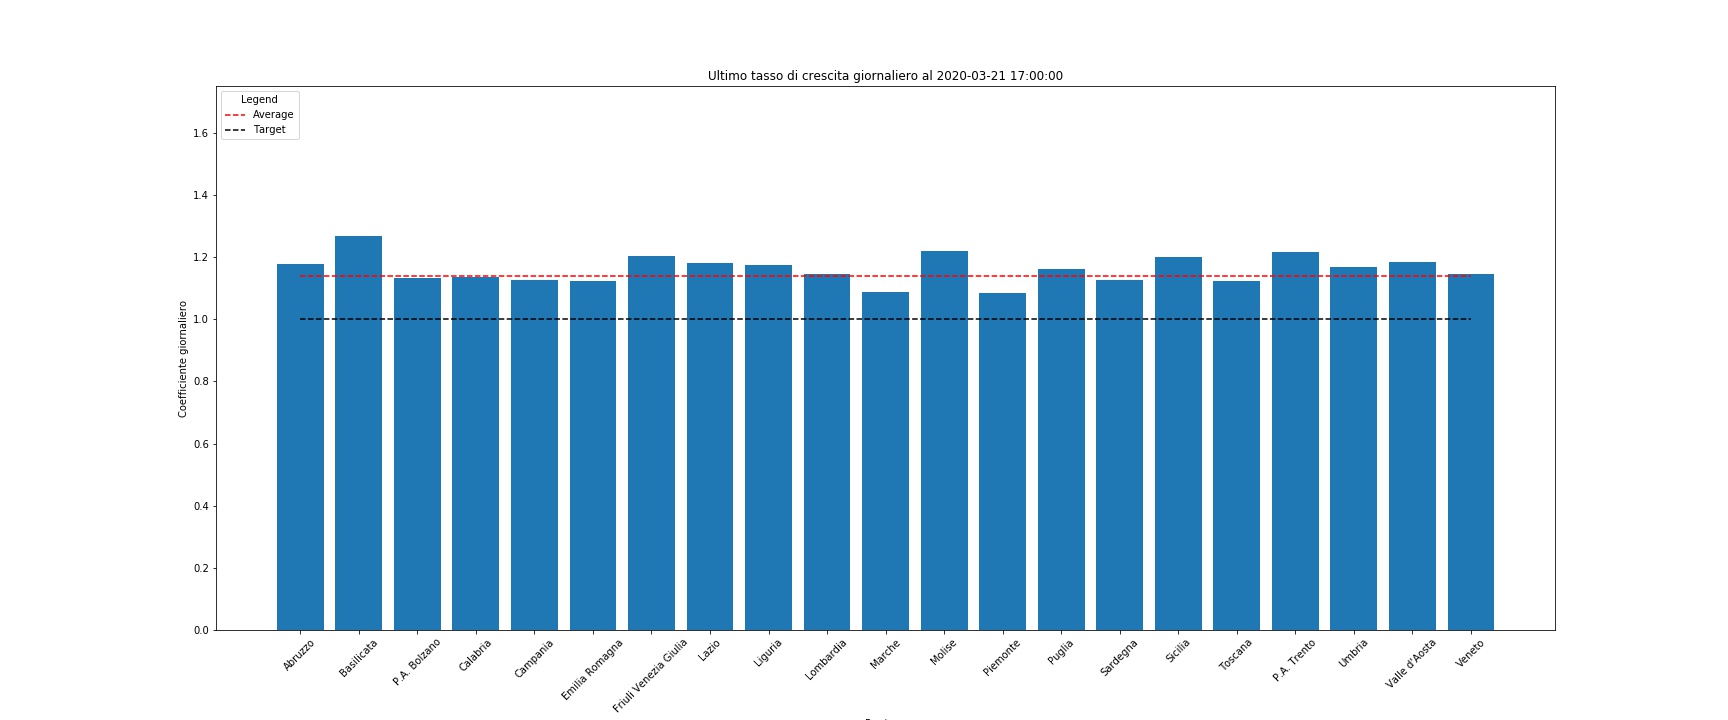 Ultimo tasso di crescita giornaliero al 2020-03-21 17:00:00
Legend
Average
Target
Coefficiente giornaliero
1.6
1.4
1.2
1.0
0.8
0.6
0.4
0.2
0.0
Abruzzo
Basilicata
P.A. Bolzano
Calabria
Campania
Emilia Romagna
Friuli Venezia Giulia
Lazio
Liguria
Lombardia
Marche
Molise
Piemonte
Puglia
Sardegna
Sicilia
Toscana
P.A. Trento
Umbria
Valle d'Aosta
Veneto